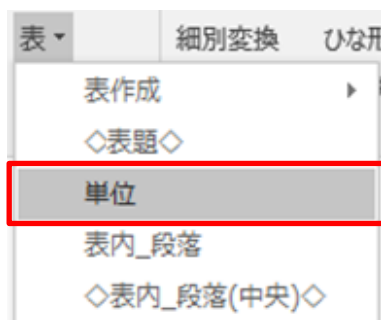 表 細別変換 ひな形
表作成
◇表題◇
単位
表内_段落
◇表内_段落(中央)◇